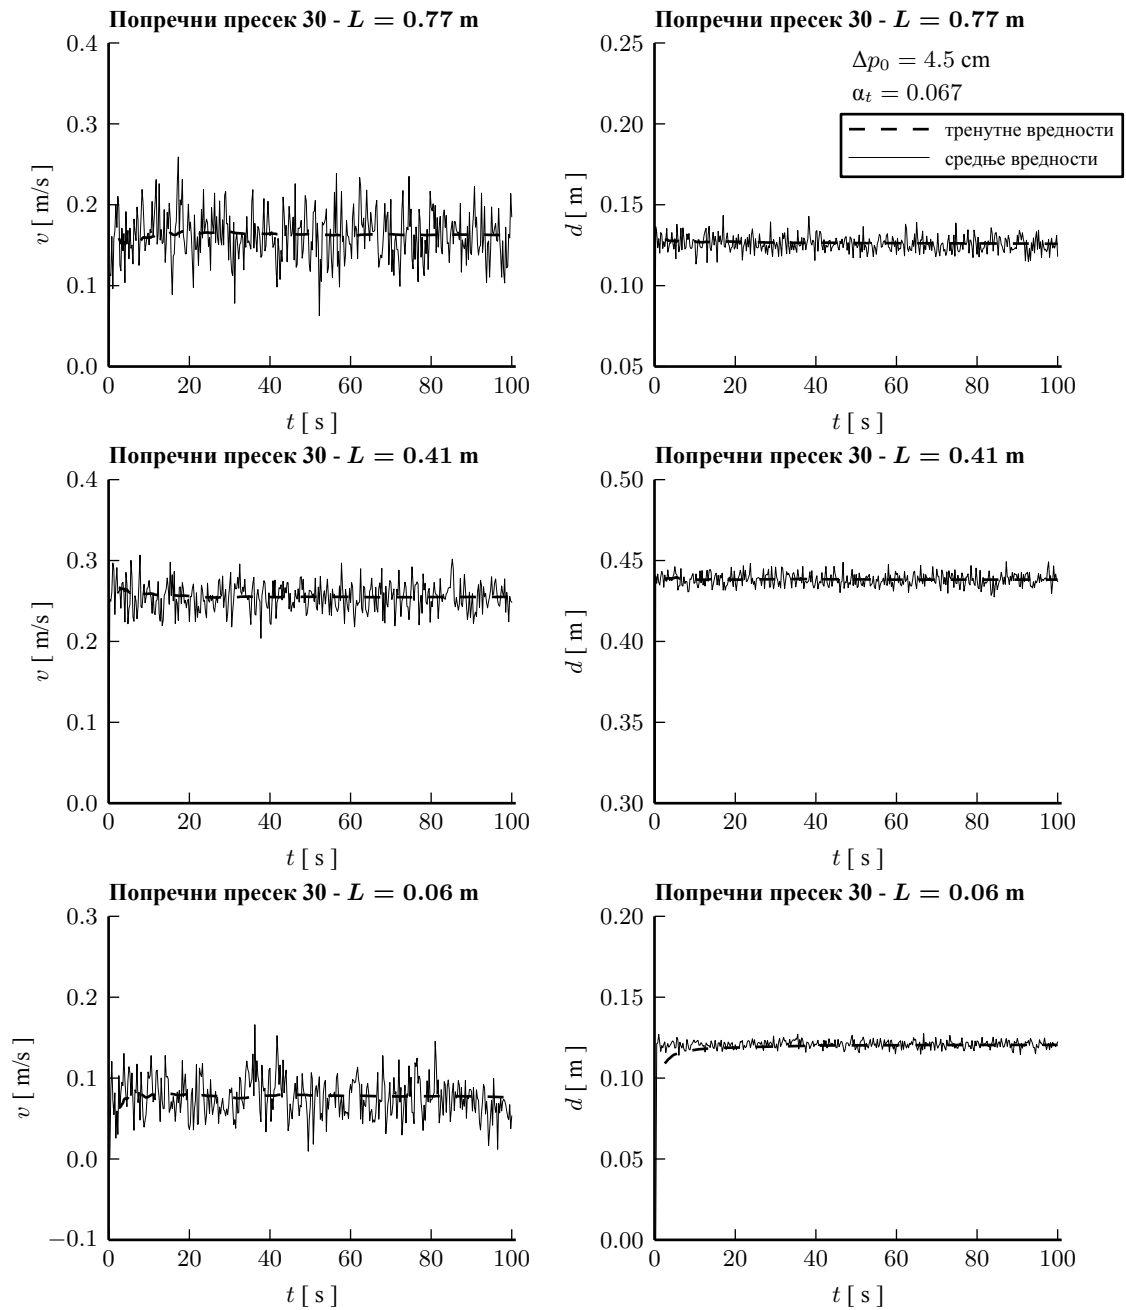 Попречни пресек 30 - L = 0.77 m
0.4
0.3
0.2
0.1
0.0
v [ m/s ]
0 20 40 60 80 100
t [ s ]
Попречни пресек 30 - L = 0.77 m
0.25
0.20
0.15
0.10
0.05
d [ m ]
Δp₀ = 4.5 cm
αₜ = 0.067
тренутне вредности
средње вредности
0 20 40 60 80 100
t [ s ]
Попречни пресек 30 - L = 0.41 m
0.4
0.3
0.2
0.1
0.0
v [ m/s ]
0 20 40 60 80 100
t [ s ]
Попречни пресек 30 - L = 0.41 m
0.50
0.45
0.40
0.35
0.30
d [ m ]
0 20 40 60 80 100
t [ s ]
Попречни пресек 30 - L = 0.06 m
0.3
0.2
0.1
0.0
−0.1
v [ m/s ]
0 20 40 60 80 100
t [ s ]
Попречни пресек 30 - L = 0.06 m
0.20
0.15
0.10
0.05
0.00
d [ m ]
0 20 40 60 80 100
t [ s ]